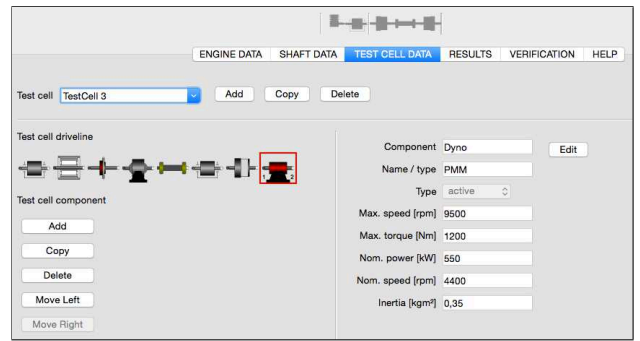 ENGINE DATA SHAFT DATA TEST CELL DATA RESULTS VERIFICATION HELP
Test cell TestCell 3 Add Copy Delete
Test cell driveline
1 2
Test cell component
Add
Copy
Delete
Move Left
Move Right
Component Dyno Edit
Name / type PMM
Type active
Max. speed [rpm] 9500
Max. torque [Nm] 1200
Nom. power [kW] 550
Nom. speed [rpm] 4400
Inertia [kgm²] 0,35